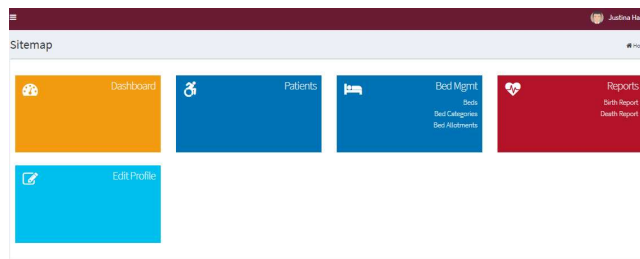 Justina Ha
Sitemap
Ho
Dashboard
Patients
Bed Mgmt
Beds
Bed Categories
Bed Allotments
Reports
Birth Report
Death Report
Edit Profile